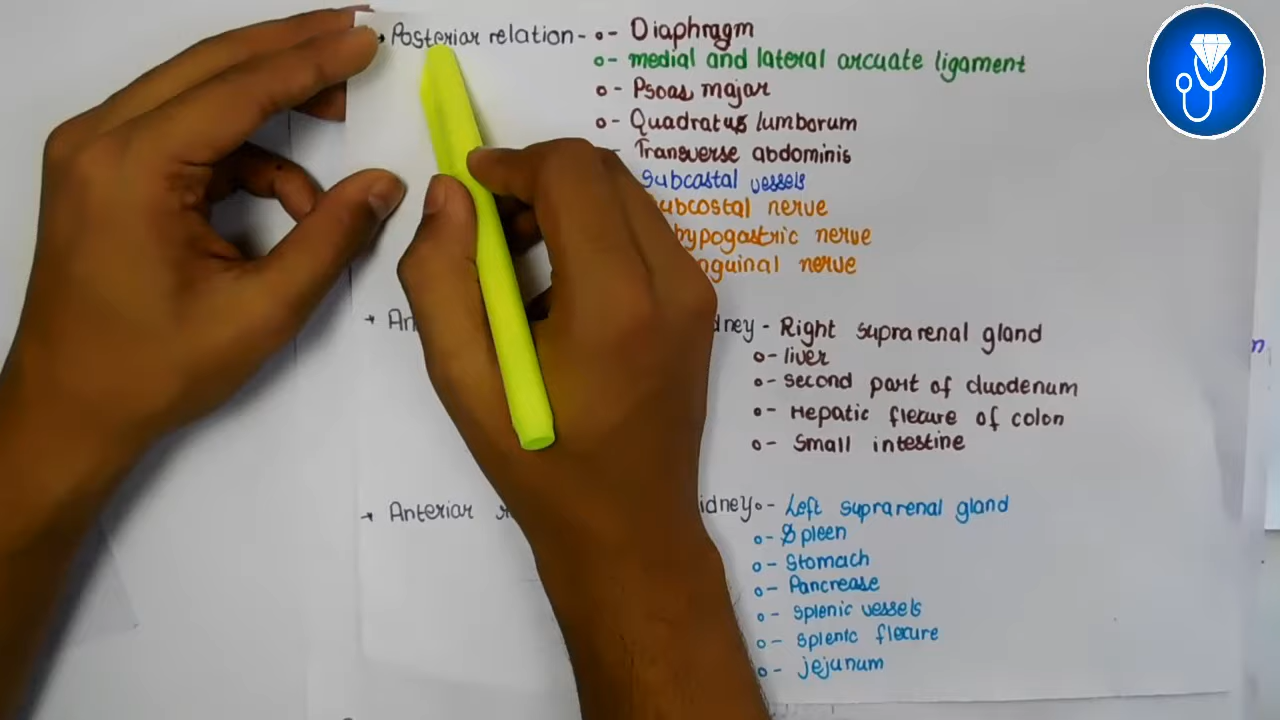 → Posterior relation - o- Diaphragm
o- medial and lateral arcuate ligament
o- Psoas major
o- Quadratus lumborum
- Transverse abdominis
subcastal vessels
ubcostal nerve
hypogastric nerve
nguinal nerve
→ An dney - Right suprarenal gland
o- liver
o- second part of duodenum
o- Hepatic flexure of colon
o- Small intestine
→ Anterior r idney o- Left suprarenal gland
o- Spleen
o- Stomach
o- Pancrease
o- splenic vessels
o- splenic flexure
o- jejunum